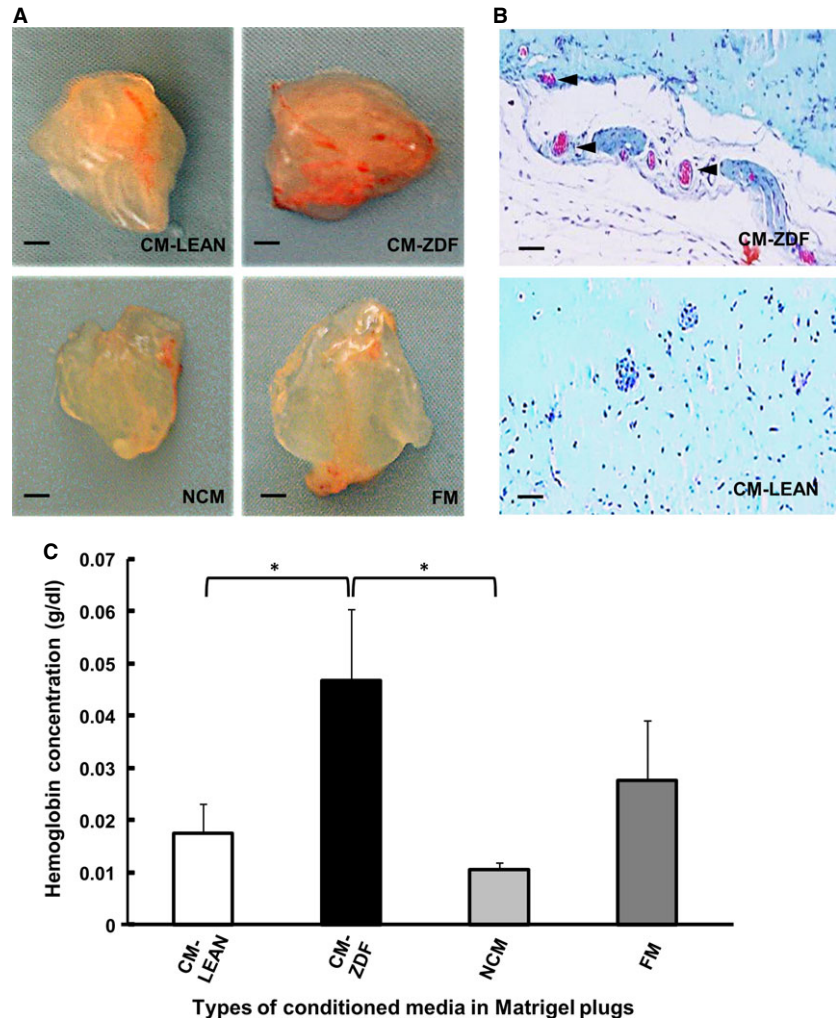 A
CM-LEAN
CM-ZDF
NCM
FM
B
CM-ZDF
CM-LEAN
C
Hemoglobin concentration (g/dl)
0.07
0.06
0.05
0.04
0.03
0.02
0.01
0
*
*
CM-
LEAN
CM-
ZDF
NCM
FM
Types of conditioned media in Matrigel plugs